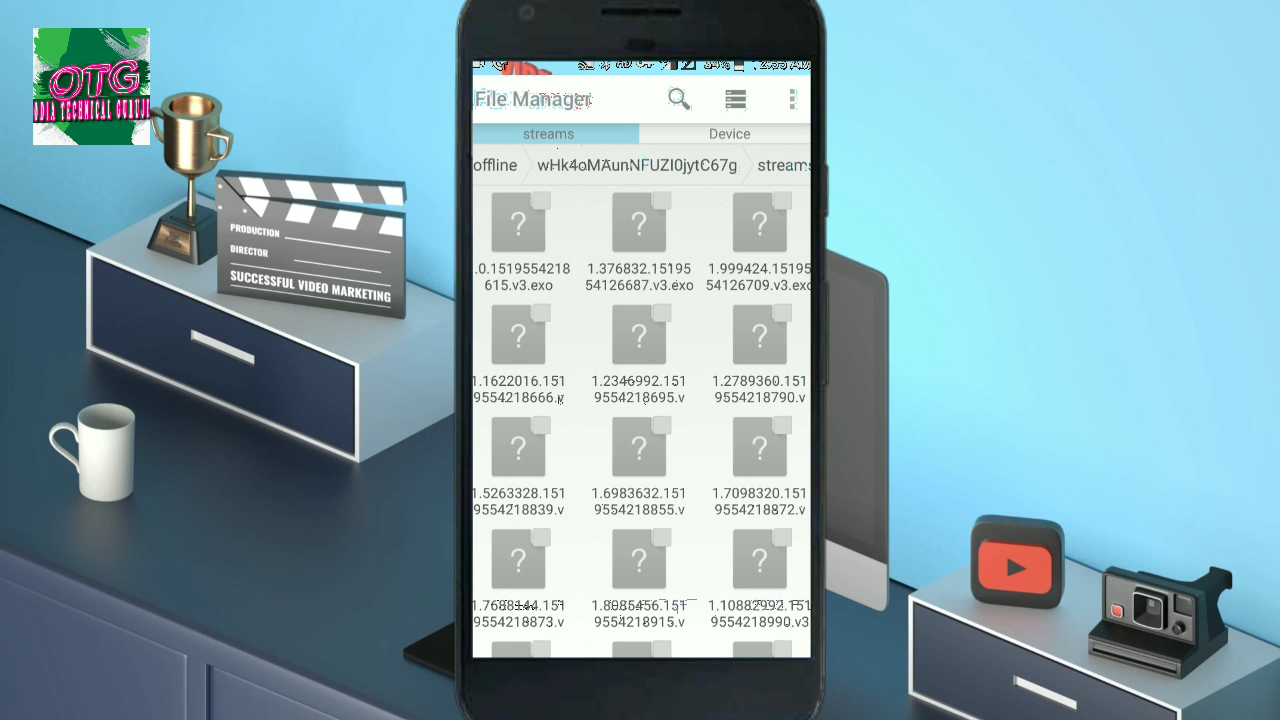 OTG
ODIA TECHNICAL GURUJI
PRODUCTION
DIRECTOR
SUCCESSFUL VIDEO MARKETING
File Manager
streams
Device
offline
wHk4oMAunNFUZI0jytC67g
streams
.0.1519554218
615.v3.exo
1.376832.15195
54126687.v3.exo
1.999424.15195
54126709.v3.exo
1.1622016.151
9554218666.v
1.2346992.151
9554218695.v
1.2789360.151
9554218790.v
1.5263328.151
9554218839.v
1.6983632.151
9554218855.v
1.7098320.151
9554218872.v
9554218873.v
9554218915.v
9554218990.v3